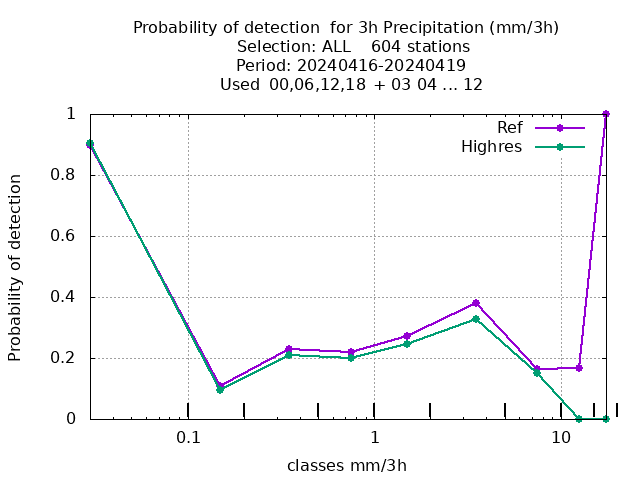 Probability of detection  for 3h Precipitation (mm/3h)
Selection: ALL    604 stations
Period: 20240416-20240419
Used  00,06,12,18  + 03 04 ... 12
Ref
Highres
Probability of detection
1
0.8
0.6
0.4
0.2
0
0.1
1
10
classes mm/3h